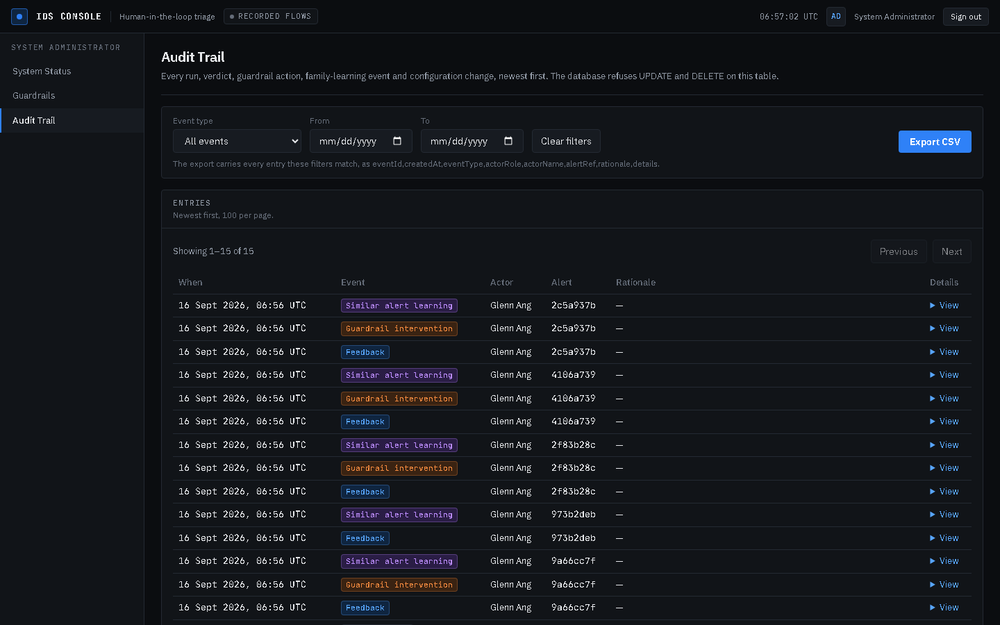 IDS CONSOLE Human-in-the-loop triage RECORDED FLOWS 06:57:02 UTC AD System Administrator Sign out
SYSTEM ADMINISTRATOR
System Status
Guardrails
Audit Trail
Audit Trail
Every run, verdict, guardrail action, family-learning event and configuration change, newest first. The database refuses UPDATE and DELETE on this table.
Event type From To
All events mm/dd/yyyy mm/dd/yyyy Clear filters Export CSV
The export carries every entry these filters match, as eventId,createdAt,eventType,actorRole,actorName,alertRef,rationale,details.
ENTRIES
Newest first, 100 per page.
Showing 1–15 of 15 Previous Next
When Event Actor Alert Rationale Details
16 Sept 2026, 06:56 UTC Similar alert learning Glenn Ang 2c5a937b — View
16 Sept 2026, 06:56 UTC Guardrail intervention Glenn Ang 2c5a937b — View
16 Sept 2026, 06:56 UTC Feedback Glenn Ang 2c5a937b — View
16 Sept 2026, 06:56 UTC Similar alert learning Glenn Ang 4106a739 — View
16 Sept 2026, 06:56 UTC Guardrail intervention Glenn Ang 4106a739 — View
16 Sept 2026, 06:56 UTC Feedback Glenn Ang 4106a739 — View
16 Sept 2026, 06:56 UTC Similar alert learning Glenn Ang 2f83b28c — View
16 Sept 2026, 06:56 UTC Guardrail intervention Glenn Ang 2f83b28c — View
16 Sept 2026, 06:56 UTC Feedback Glenn Ang 2f83b28c — View
16 Sept 2026, 06:56 UTC Similar alert learning Glenn Ang 973b2deb — View
16 Sept 2026, 06:56 UTC Feedback Glenn Ang 973b2deb — View
16 Sept 2026, 06:56 UTC Similar alert learning Glenn Ang 9a66cc7f — View
16 Sept 2026, 06:56 UTC Guardrail intervention Glenn Ang 9a66cc7f — View
16 Sept 2026, 06:56 UTC Feedback Glenn Ang 9a66cc7f — View